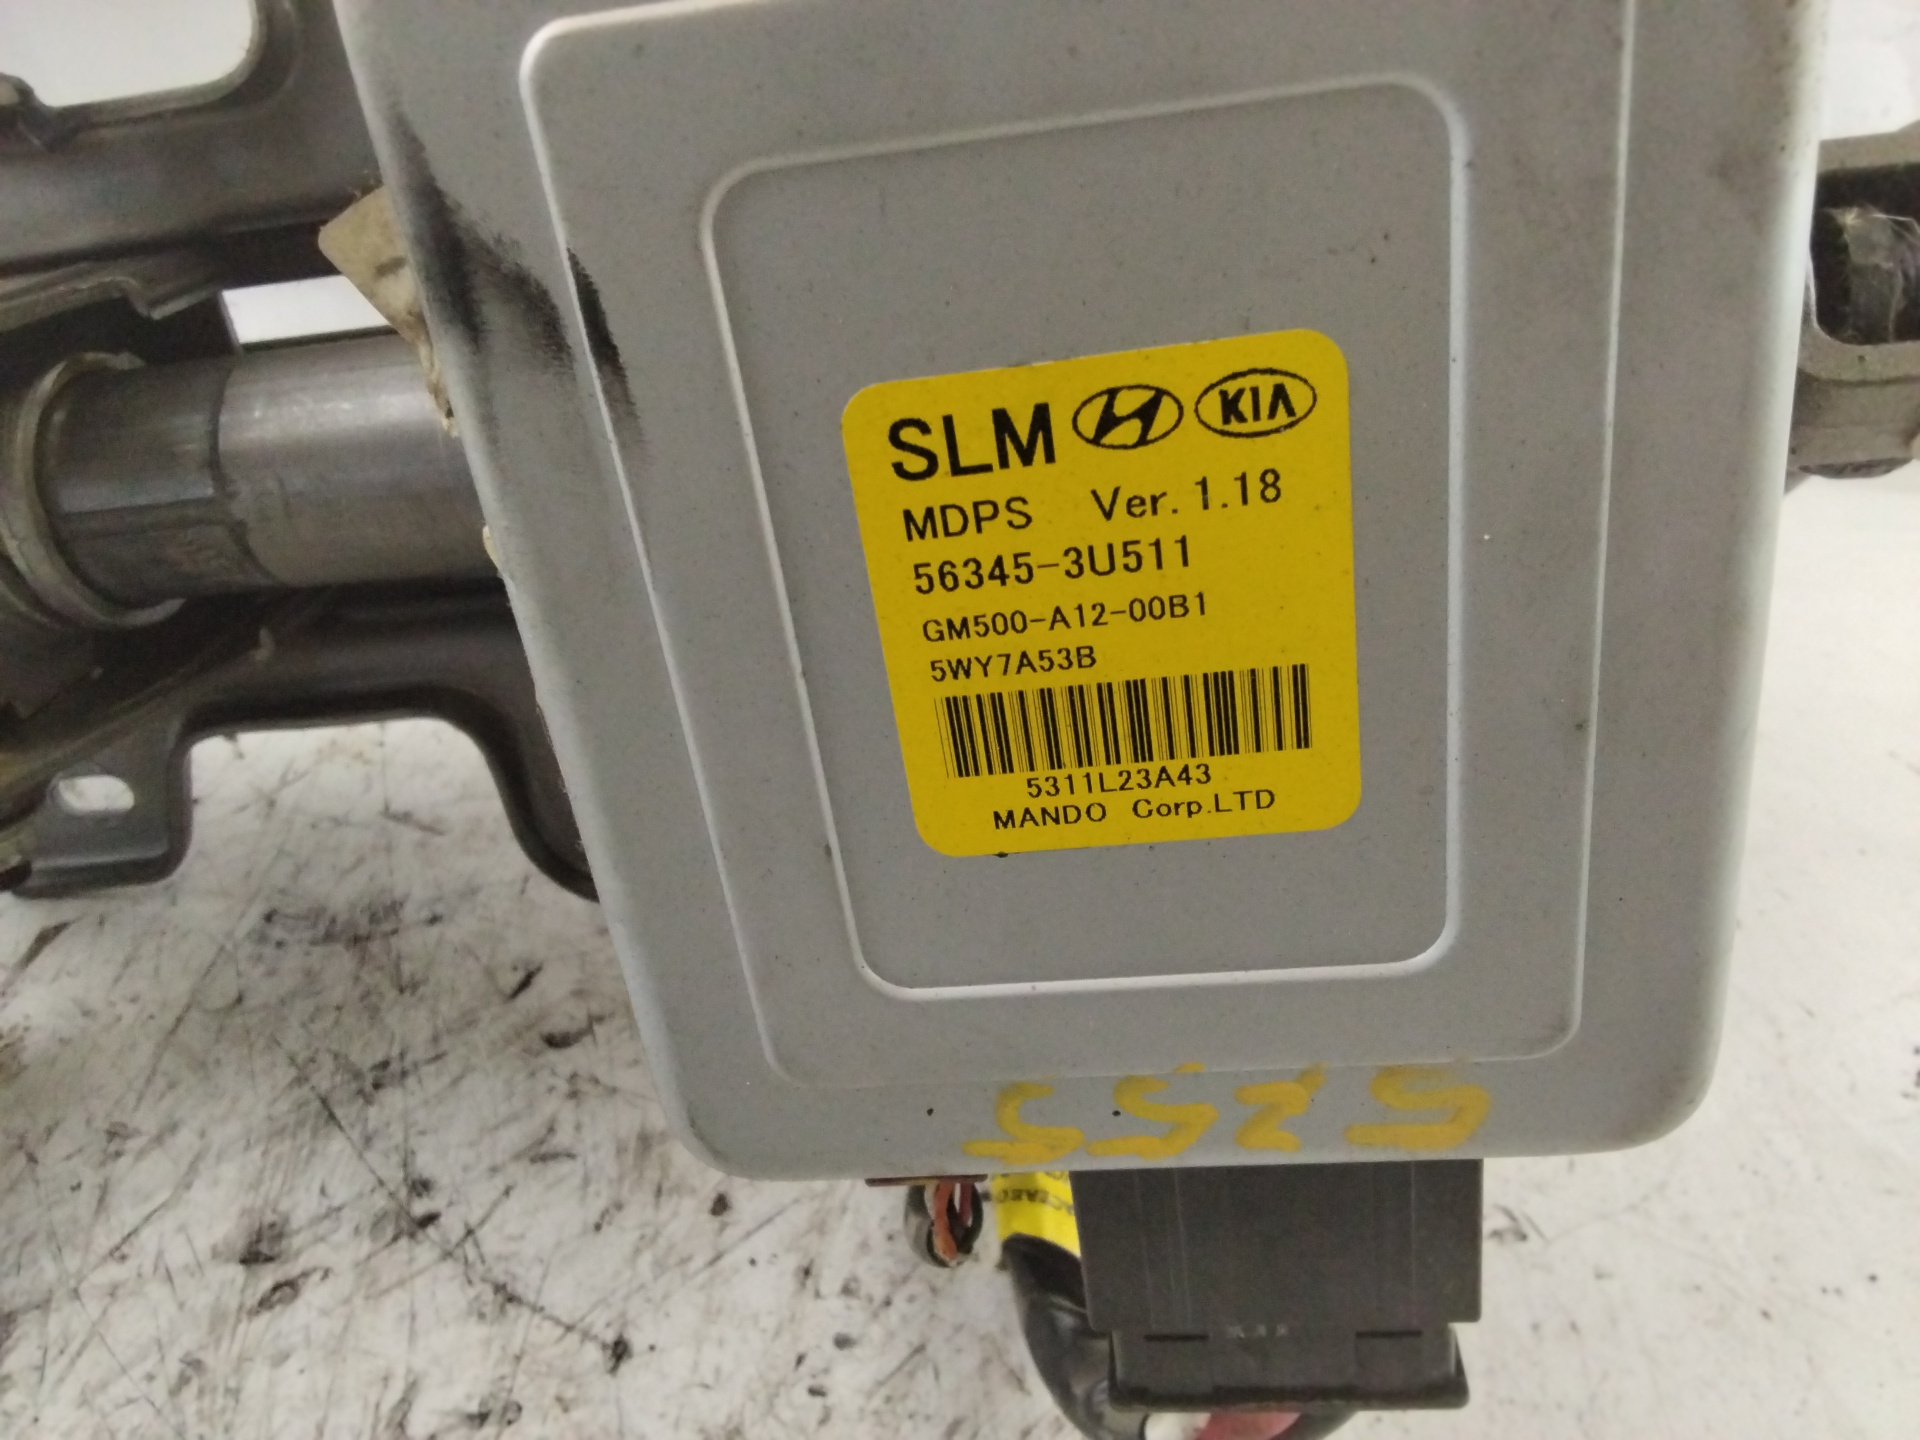 SLM KIA
MDPS Ver. 1.18
56345-3U511
GM500-A12-00B1
5WY7A53B
5311L23A43
MANDO Corp.LTD